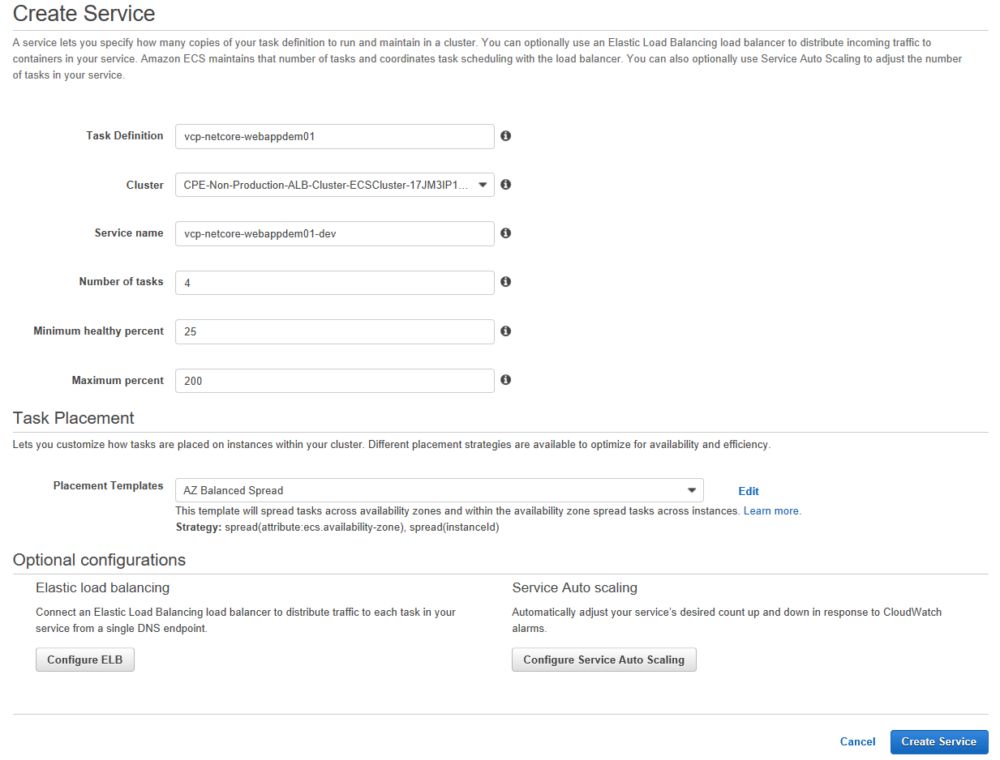 Create Service
A service lets you specify how many copies of your task definition to run and maintain in a cluster. You can optionally use an Elastic Load Balancing load balancer to distribute incoming traffic to
containers in your service. Amazon ECS maintains that number of tasks and coordinates task scheduling with the load balancer. You can also optionally use Service Auto Scaling to adjust the number
of tasks in your service.
Task Definition vcp-netcore-webappdem01
Cluster CPE-Non-Production-ALB-Cluster-ECSCluster-17JM3IP1...
Service name vcp-netcore-webappdem01-dev
Number of tasks 4
Minimum healthy percent 25
Maximum percent 200
Task Placement
Lets you customize how tasks are placed on instances within your cluster. Different placement strategies are available to optimize for availability and efficiency.
Placement Templates AZ Balanced Spread Edit
This template will spread tasks across availability zones and within the availability zone spread tasks across instances. Learn more.
Strategy: spread(attribute:ecs.availability-zone), spread(instanceId)
Optional configurations
Elastic load balancing
Connect an Elastic Load Balancing load balancer to distribute traffic to each task in your
service from a single DNS endpoint.
Configure ELB
Service Auto scaling
Automatically adjust your service's desired count up and down in response to CloudWatch
alarms.
Configure Service Auto Scaling
Cancel Create Service